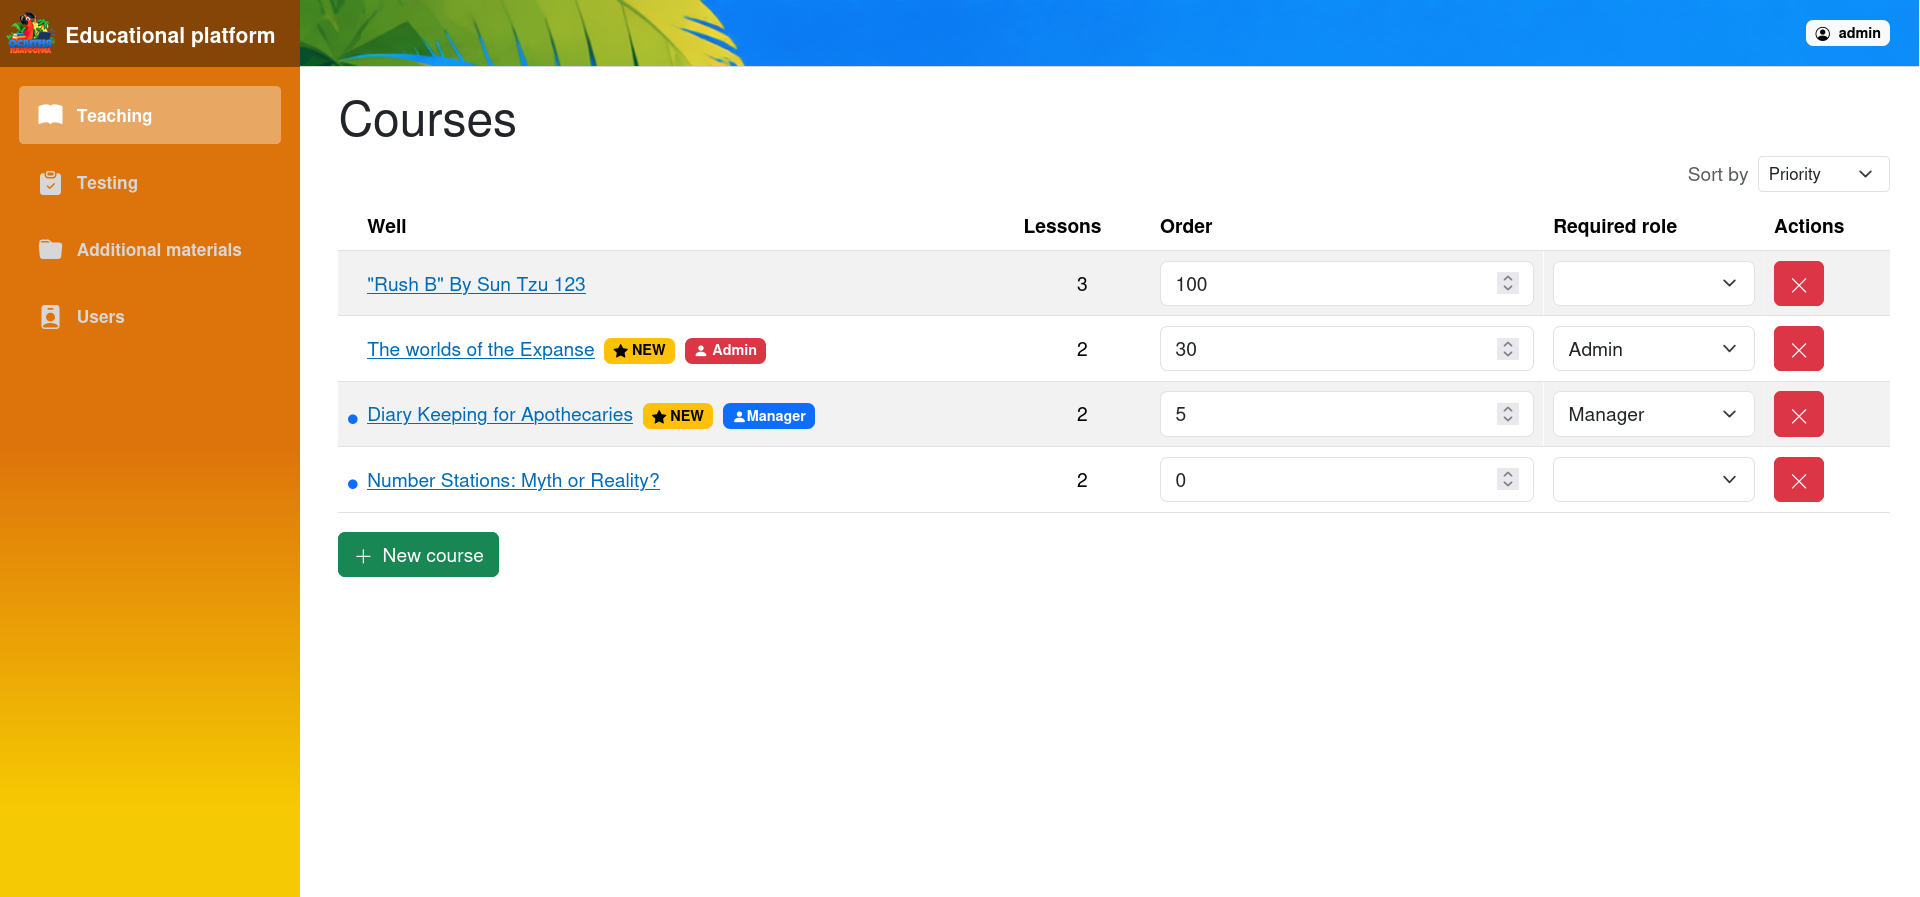 Educational platform
admin
Teaching
Testing
Additional materials
Users
Courses
Sort by Priority
Well Lessons Order Required role Actions
"Rush B" By Sun Tzu 123 3 100
The worlds of the Expanse NEW Admin 2 30 Admin
Diary Keeping for Apothecaries NEW Manager 2 5 Manager
Number Stations: Myth or Reality? 2 0
New course